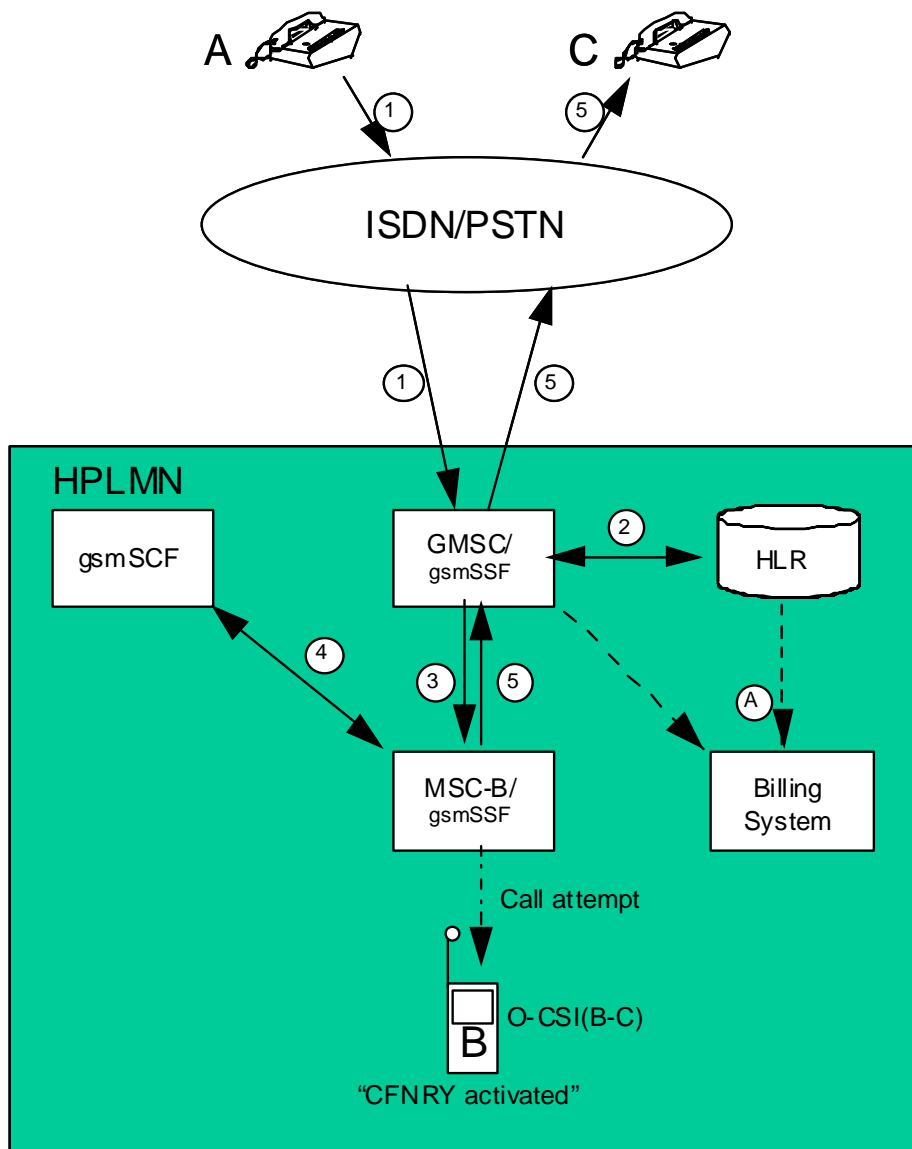 A
C
1
5
ISDN/PSTN
1
5
HPLMN
gsmSCF
GMSC/
gsmSSF
2
HLR
4
3
5
A
MSC-B/
gsmSSF
Billing
System
Call attempt
O-CSI(B-C)
B
“CFNRY activated”